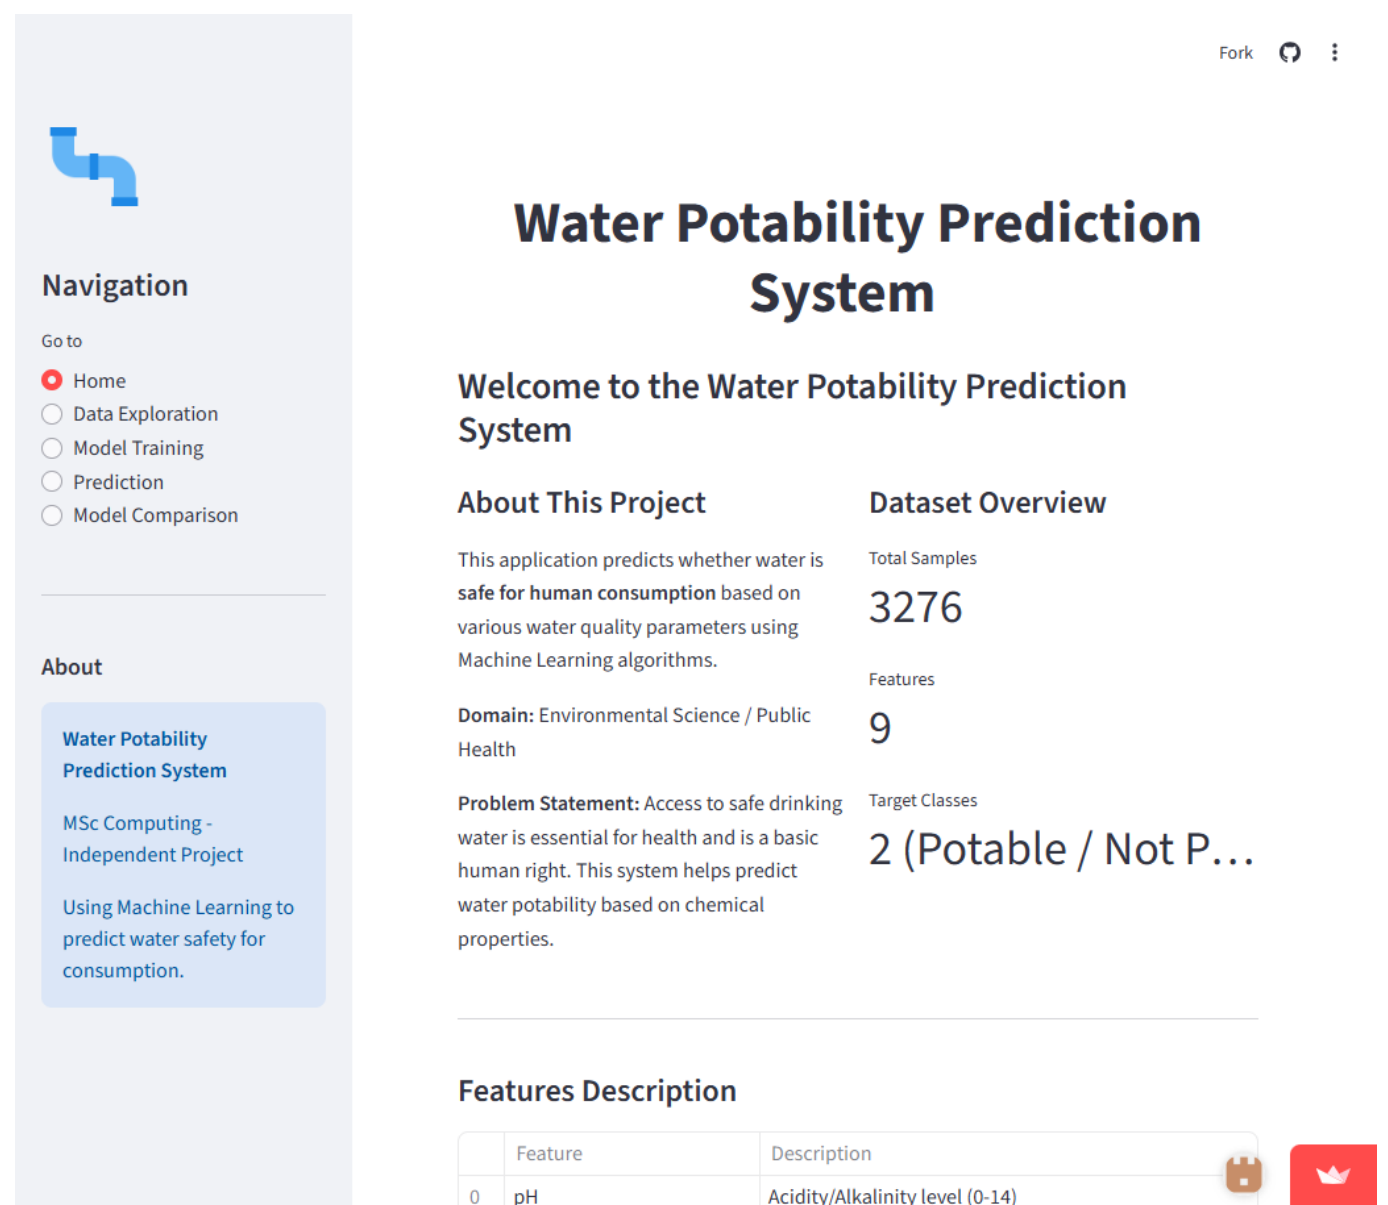 Fork
Navigation
Go to
Home
Data Exploration
Model Training
Prediction
Model Comparison
About
Water Potability
Prediction System
MSc Computing -
Independent Project
Using Machine Learning to
predict water safety for
consumption.
Water Potability Prediction
System
Welcome to the Water Potability Prediction
System
About This Project
This application predicts whether water is
safe for human consumption based on
various water quality parameters using
Machine Learning algorithms.
Domain: Environmental Science / Public
Health
Problem Statement: Access to safe drinking
water is essential for health and is a basic
human right. This system helps predict
water potability based on chemical
properties.
Dataset Overview
Total Samples
3276
Features
9
Target Classes
2 (Potable / Not P…
Features Description
Feature Description
0 pH Acidity/Alkalinity level (0-14)